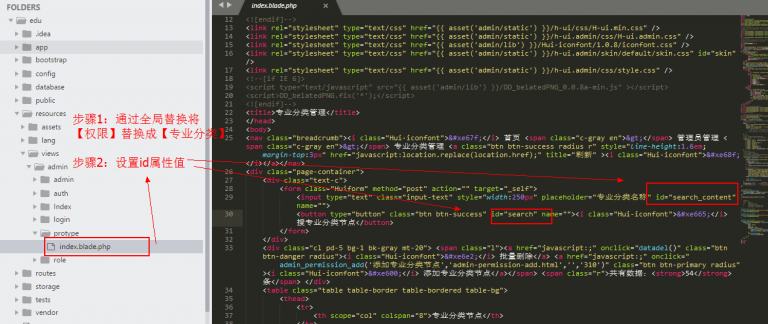 FOLDERS
edu
.idea
app
bootstrap
config
database
public
resources
assets
lang
views
admin
admin
auth
Index
login
protype
index.blade.php
role
routes
storage
tests
vendor
步骤1：通过全局替换将
【权限】替换成【专业分类】
步骤2：设置id属性值
index.blade.php ×
12 <![endif]-->
13 <link rel="stylesheet" type="text/css" href="{{ asset('admin/static') }}/h-ui/css/H-ui.min.css" />
14 <link rel="stylesheet" type="text/css" href="{{ asset('admin/static') }}/h-ui.admin/css/H-ui.admin.css" />
15 <link rel="stylesheet" type="text/css" href="{{ asset('admin/lib') }}/Hui-iconfont/1.0.8/iconfont.css" />
16 <link rel="stylesheet" type="text/css" href="{{ asset('admin/static') }}/h-ui.admin/skin/default/skin.css" id="skin"
/>
17 <link rel="stylesheet" type="text/css" href="{{ asset('admin/static') }}/h-ui.admin/css/style.css" />
18 <!--[if IE 6]>
19 <script type="text/javascript" src="{{ asset('admin/lib') }}/DD_belatedPNG_0.0.8a-min.js" ></script>
20 <script>DD_belatedPNG.fix('*');</script>
21 <![endif]-->
22 <title>专业分类管理</title>
23 </head>
24 <body>
25 <nav class="breadcrumb"><i class="Hui-iconfont">&#xe67f;</i> 首页 <span class="c-gray en">&gt;</span> 管理员管理
< class="c-gray en">&gt;</span> 专业分类管理 <a class="btn btn-success radius r" style="line-height:1.6em;
margin-top:3px" href="javascript:location.replace(location.href);" title="刷新" ><i class="Hui-iconfont">&#xe68f;
</i></a></nav>
26 <div class="page-container">
27 <div class="text-c">
28 <form class="Huiform" method="post" action="" target="_self">
29 <input type="text" class="input-text" style="width:250px" placeholder="专业分类名称" id="search_content"
name="">
30 <button type="button" class="btn btn-success" id="search" name=""><i class="Hui-iconfont">&#xe665;</i>
搜专业分类节点</button>
</form>
32 </div>
33 <div class="cl pd-5 bg-1 bk-gray mt-20"> <span class="l"><a href="javascript:;" onclick="datadel()" class="btn
btn-danger radius"><i class="Hui-iconfont">&#xe6e2;</i> 批量删除</a> <a href="javascript:;" onclick="
admin_permission_add('添加专业分类节点','admin-permission-add.html','','310')" class="btn btn-primary radius"
><i class="Hui-iconfont">&#xe600;</i> 添加专业分类节点</a></span> <span class="r">共有数据：<strong>54</strong>
条</span> </div>
34 <table class="table table-border table-bordered table-bg">
35 <thead>
36 <tr>
37 <th scope="col" colspan="8">专业分类节点</th>